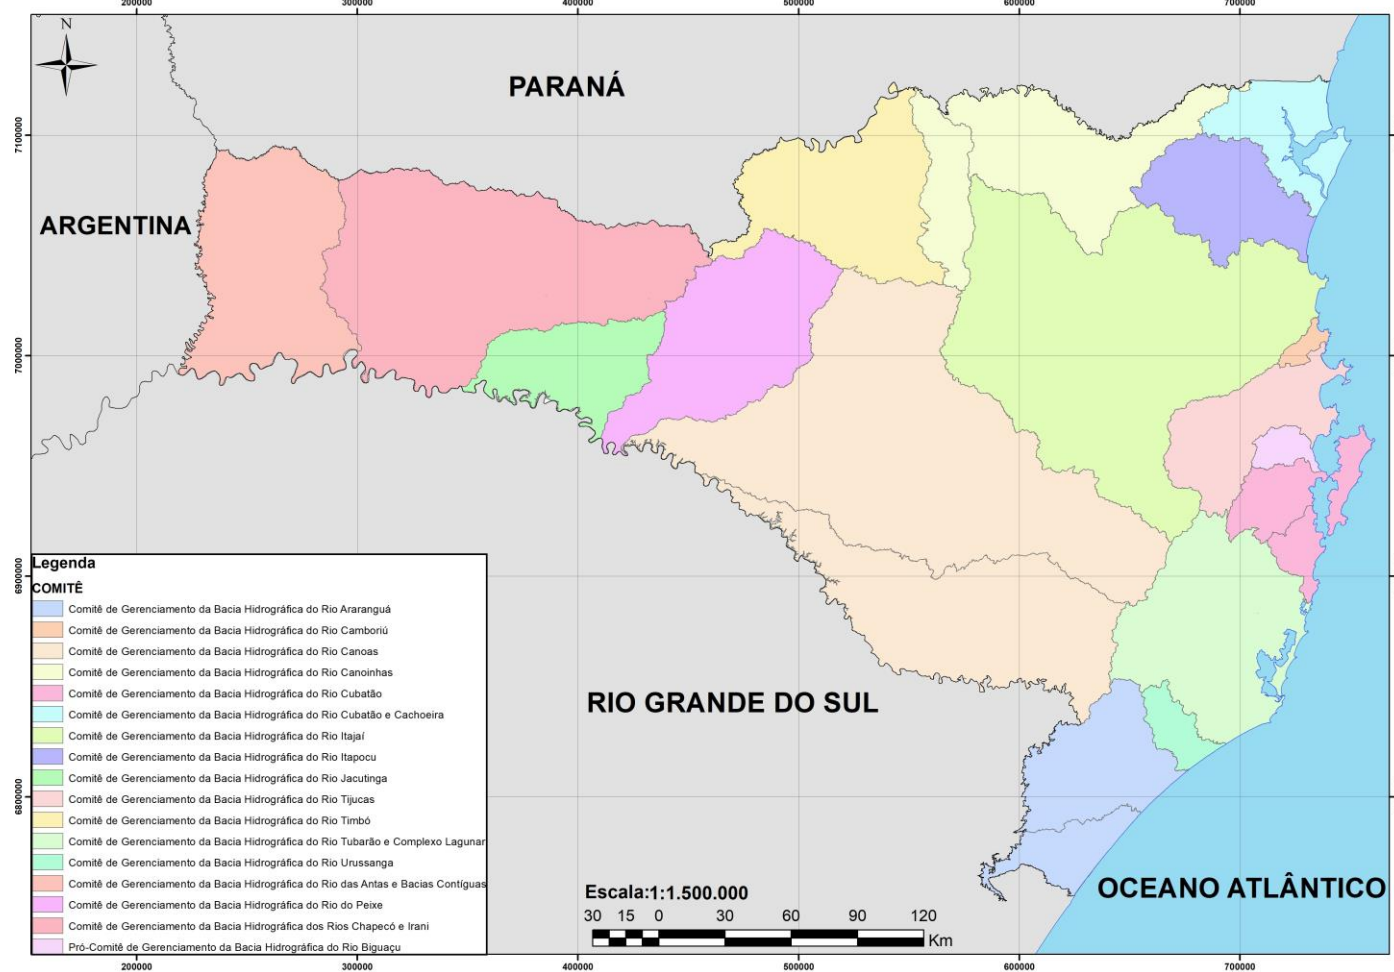 200000 300000 400000 500000 600000 700000
N
PARANÁ
7100000
7100000
ARGENTINA
7000000
7000000
6900000
6900000
Legenda
COMITÊ
Comitê de Gerenciamento da Bacia Hidrográfica do Rio Araranguá
Comitê de Gerenciamento da Bacia Hidrográfica do Rio Camboriú
Comitê de Gerenciamento da Bacia Hidrográfica do Rio Canoas
Comitê de Gerenciamento da Bacia Hidrográfica do Rio Canoinhas
Comitê de Gerenciamento da Bacia Hidrográfica do Rio Cubatão
Comitê de Gerenciamento da Bacia Hidrográfica do Rio Cubatão e Cachoeira
Comitê de Gerenciamento da Bacia Hidrográfica do Rio Itajaí
Comitê de Gerenciamento da Bacia Hidrográfica do Rio Itapocu
Comitê de Gerenciamento da Bacia Hidrográfica do Rio Jacutinga
Comitê de Gerenciamento da Bacia Hidrográfica do Rio Tijucas
Comitê de Gerenciamento da Bacia Hidrográfica do Rio Timbó
Comitê de Gerenciamento da Bacia Hidrográfica do Rio Tubarão e Complexo Lagunar
Comitê de Gerenciamento da Bacia Hidrográfica do Rio Urussanga
Comitê de Gerenciamento da Bacia Hidrográfica do Rio das Antas e Bacias Contíguas
Comitê de Gerenciamento da Bacia Hidrográfica do Rio do Peixe
Comitê de Gerenciamento da Bacia Hidrográfica dos Rios Chapecó e Irani
Pró-Comitê de Gerenciamento da Bacia Hidrográfica do Rio Biguaçu
RIO GRANDE DO SUL
6800000
6800000
OCEANO ATLÂNTICO
Escala:1:1.500.000
30 15 0 30 60 90 120
Km
200000 300000 400000 500000 600000 700000